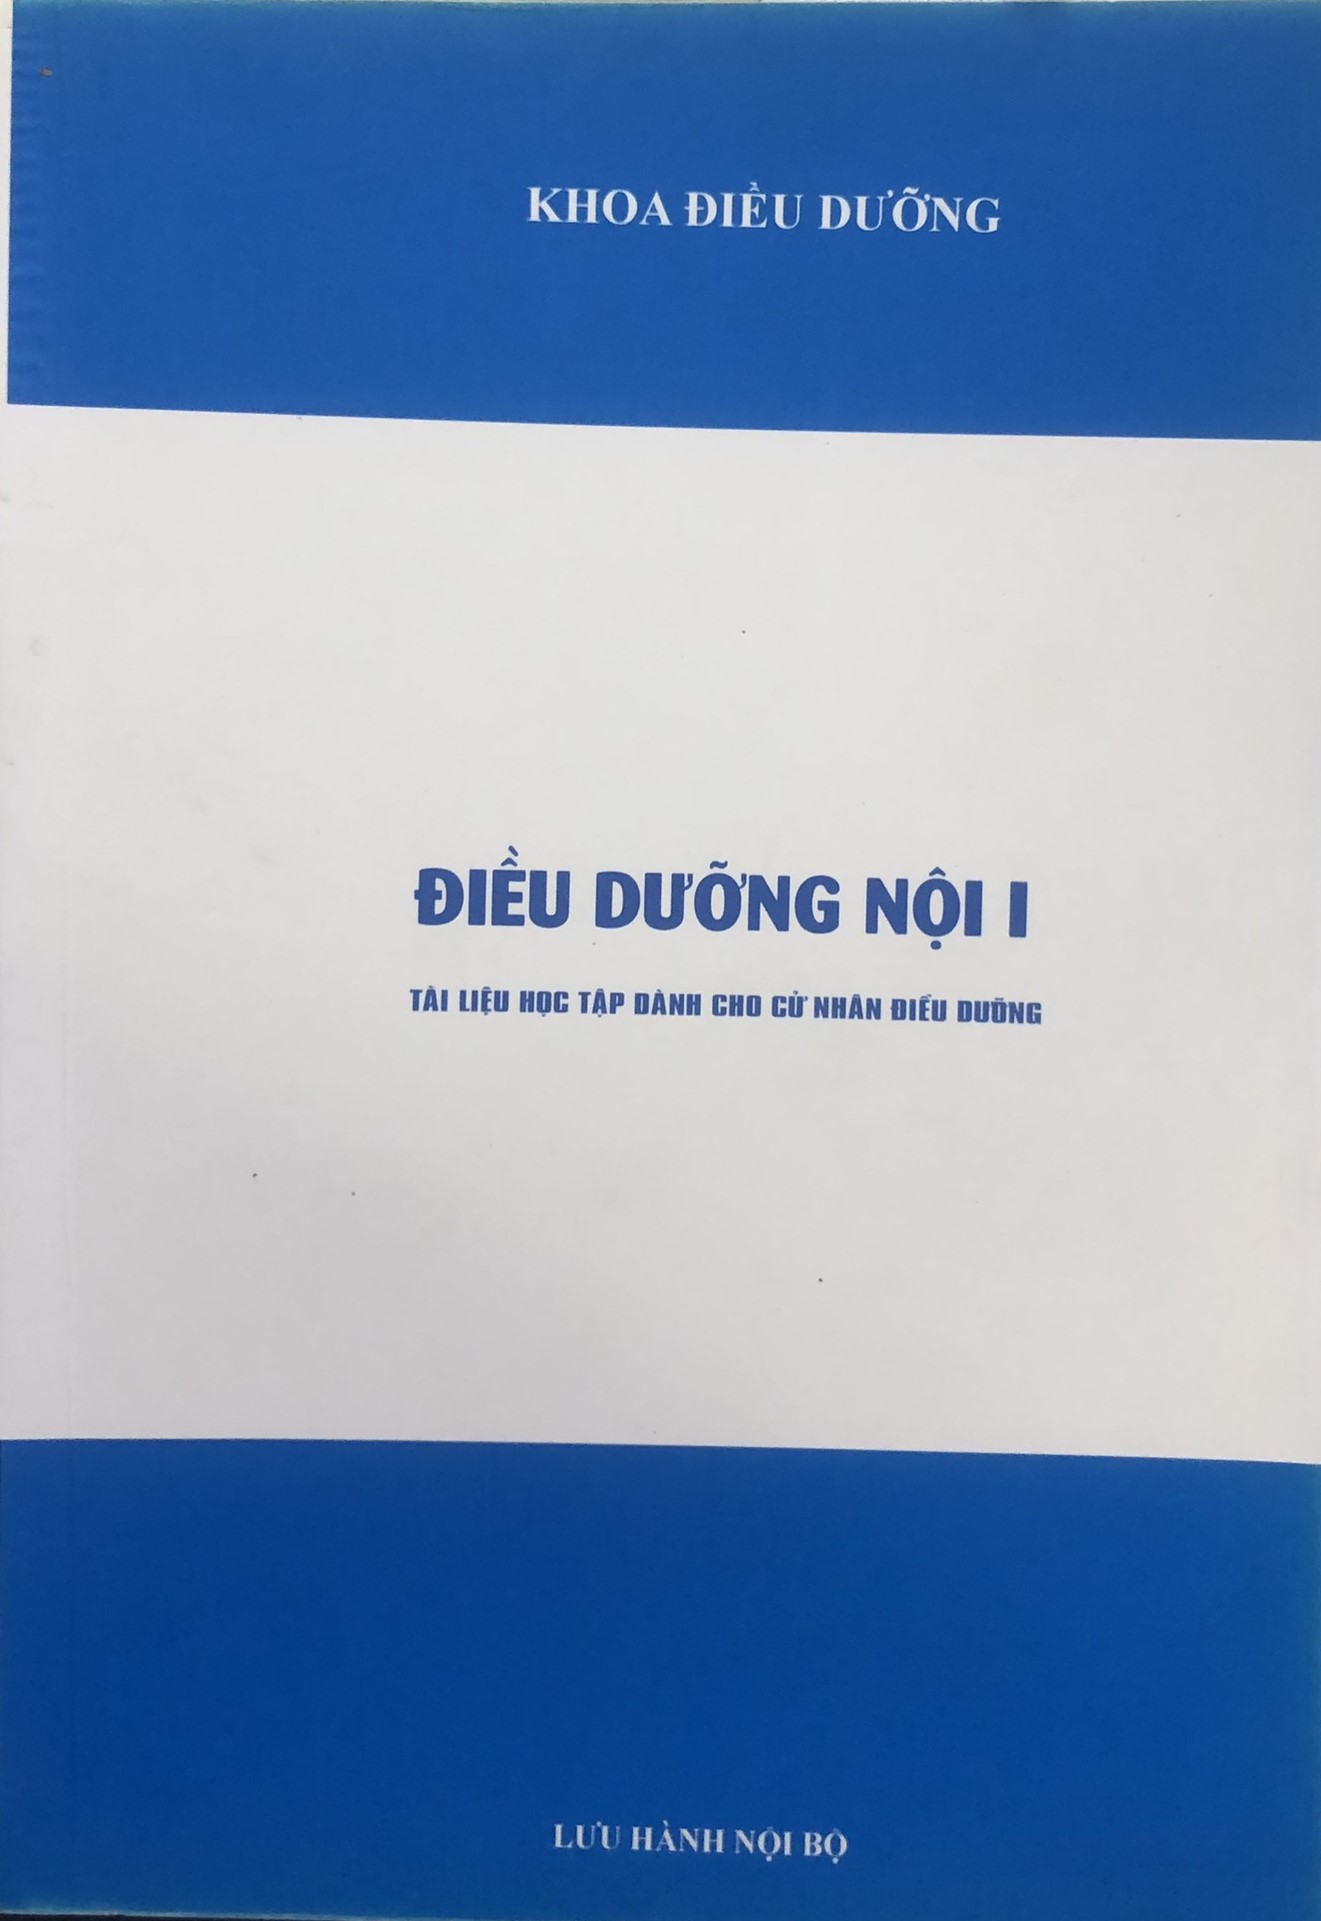 KHOA ĐIỀU DƯỠNG
ĐIỀU DƯỠNG NỘI I
TÀI LIỆU HỌC TẬP DÀNH CHO CỬ NHÂN ĐIỀU DƯỠNG
LƯU HÀNH NỘI BỘ